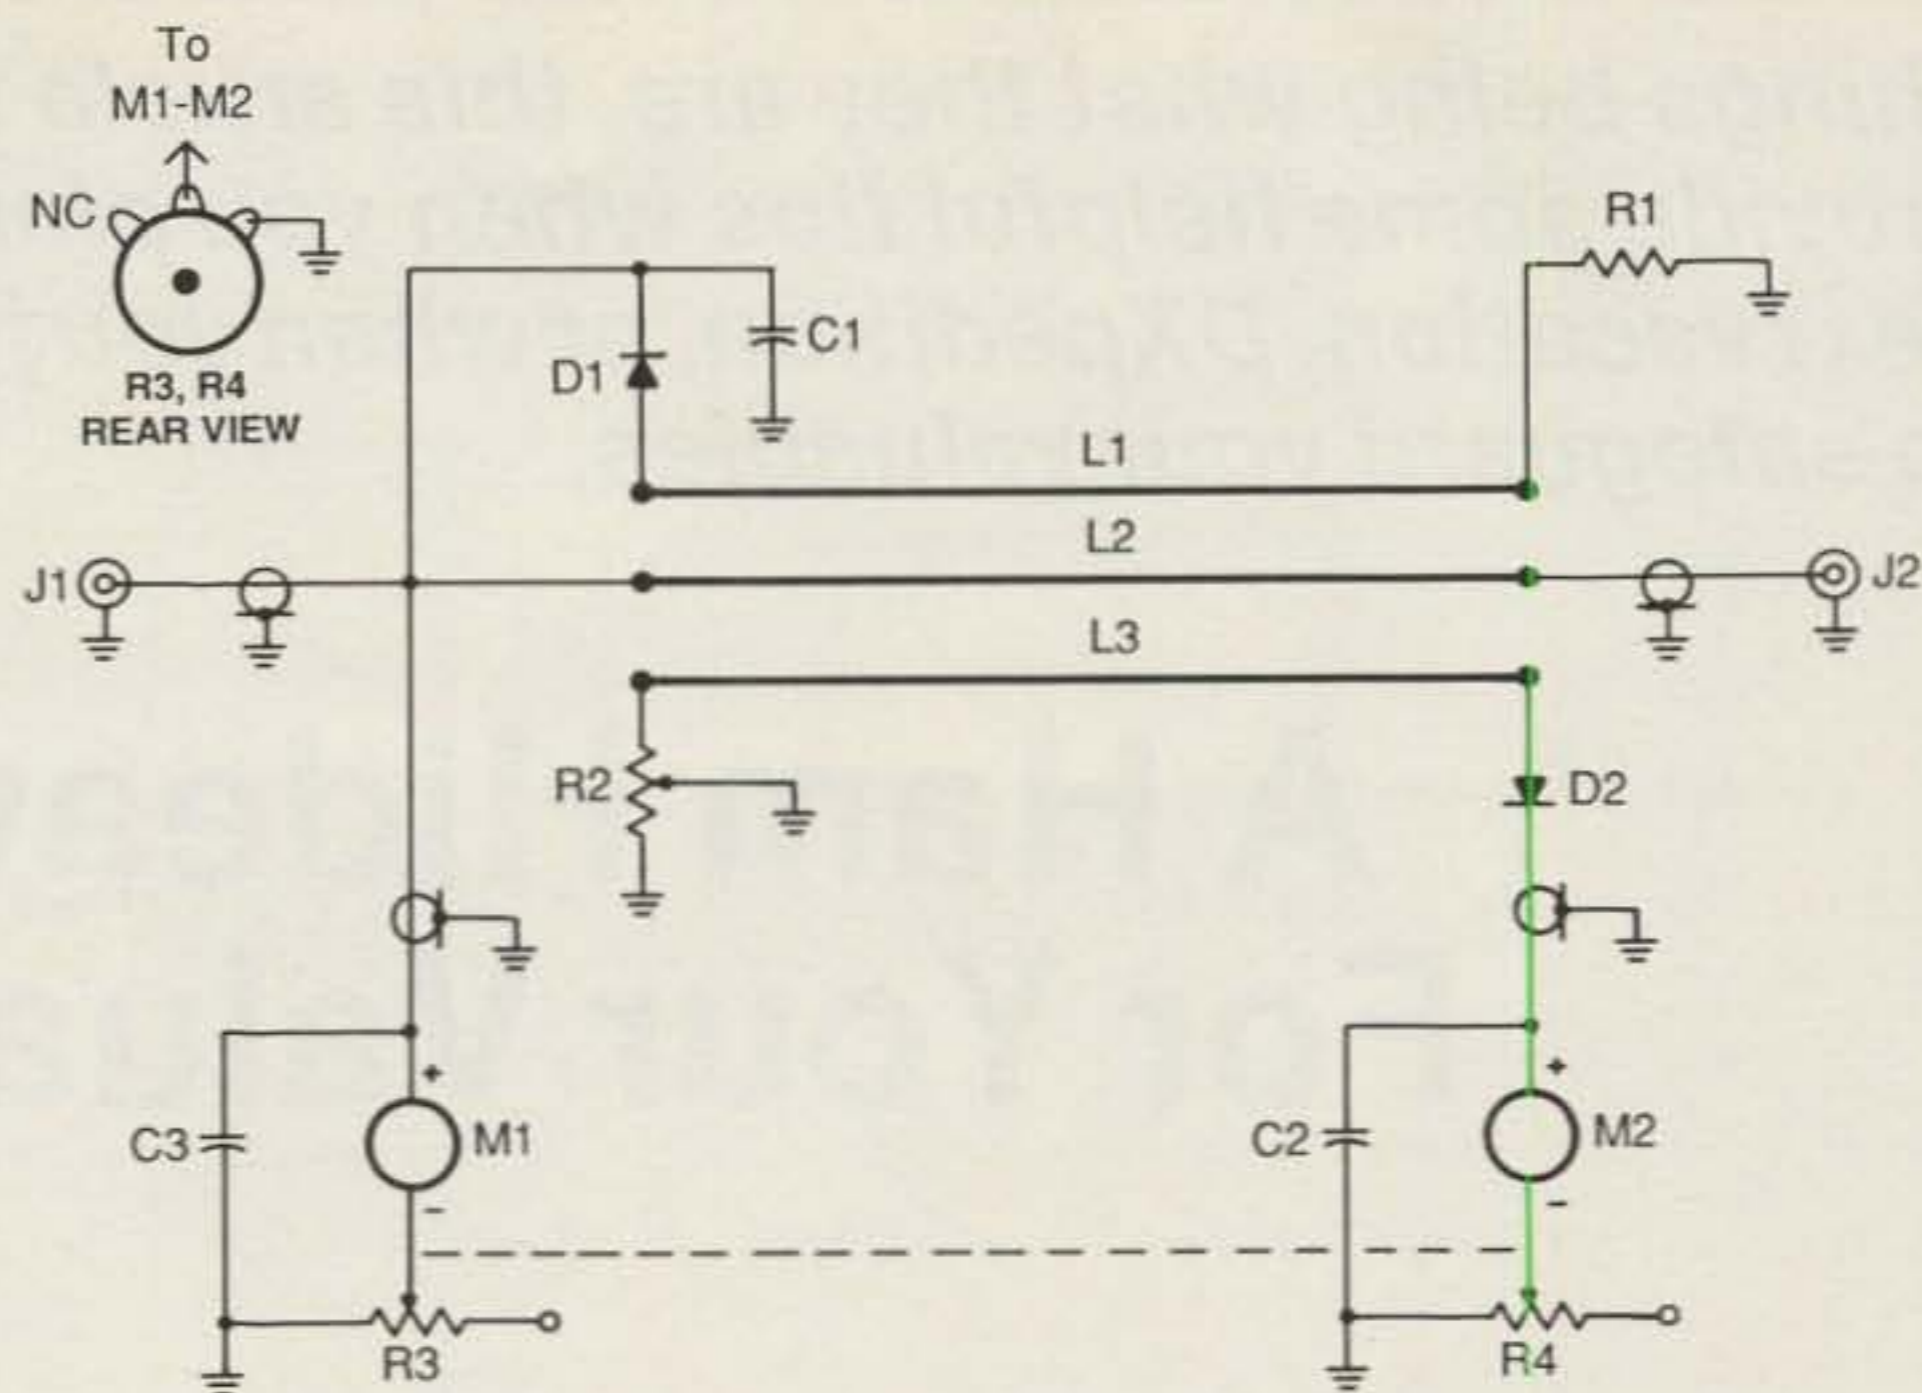 To
M1-M2
NC
R3, R4
REAR VIEW
R1
D1
C1
L1
L2
J1
J2
L3
R2
D2
+
+
C3
M1
C2
M2
-
-
R3
R4